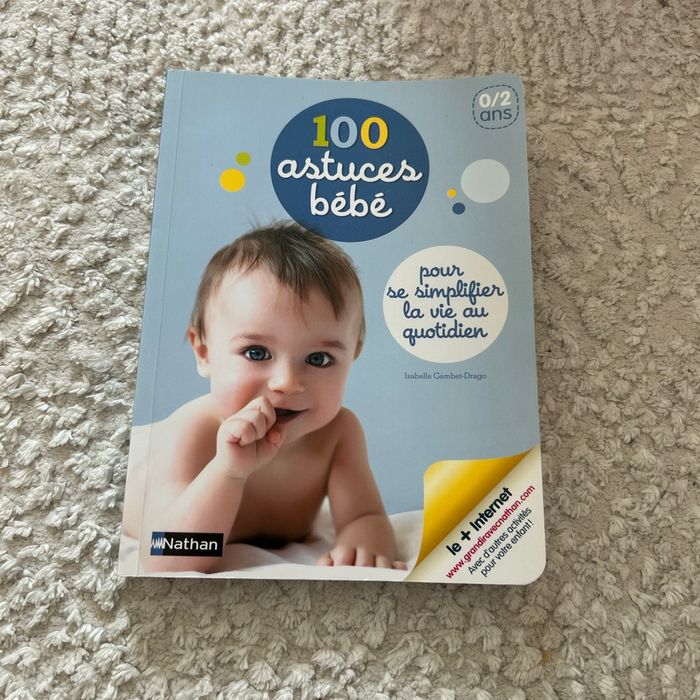 0/2
ans
100
astuces
bébé
pour
se simplifier
la vie au
quotidien
Isabelle Gambet-Drago
le + Internet
www.grandiravecnathan.com
Avec d'autres activités
pour votre enfant !
Nathan